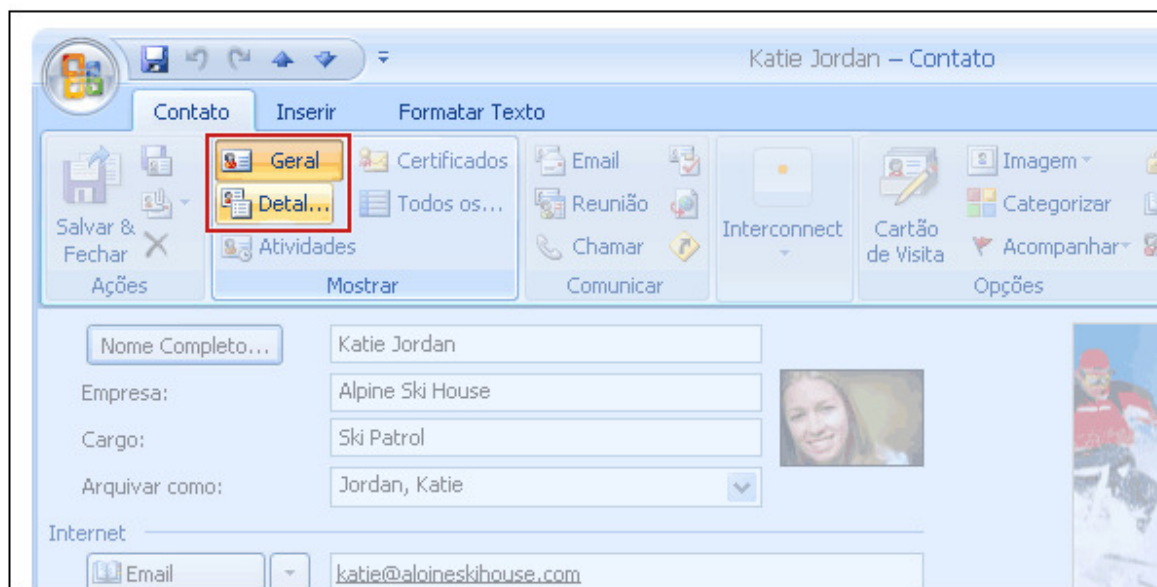 Katie Jordan – Contato
Contato Inserir Formatar Texto
Geral Certificados Email Imagem
Detal... Todos os... Reunião Categorizar
Salvar & Fechar Atividades Chamar Interconnect Cartão de Visita Acompanhar
Ações Mostrar Comunicar Opções
Nome Completo... Katie Jordan
Empresa: Alpine Ski House
Cargo: Ski Patrol
Arquivar como: Jordan, Katie
Internet
Email katie@alpineskihouse.com